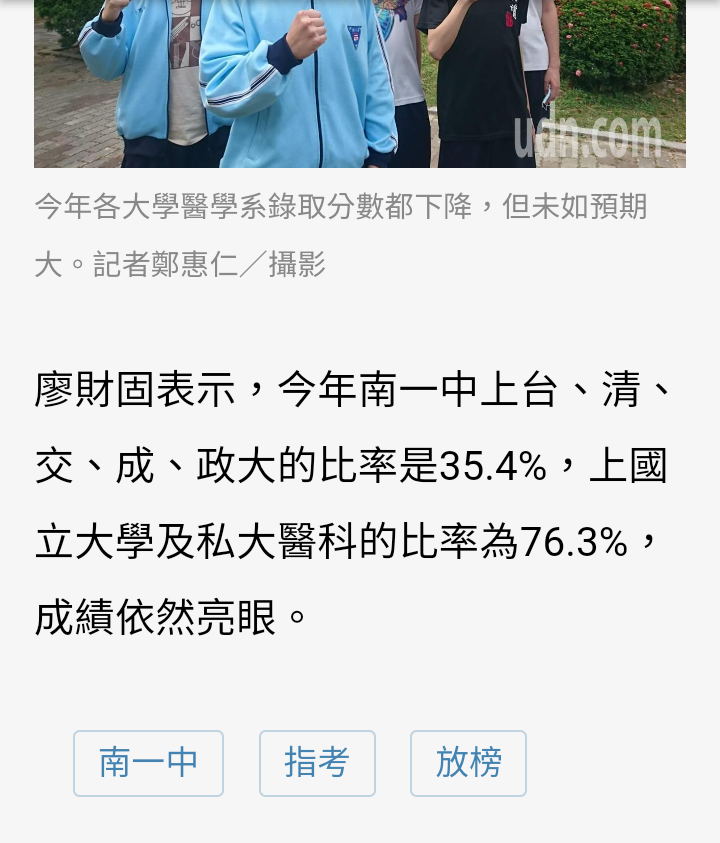 udn.com
今年各大學醫學系錄取分數都下降，但未如預期
大。記者鄭惠仁／攝影
廖財固表示，今年南一中上台、清、
交、成、政大的比率是35.4%，上國
立大學及私大醫科的比率為76.3%，
成績依然亮眼。
南一中 指考 放榜